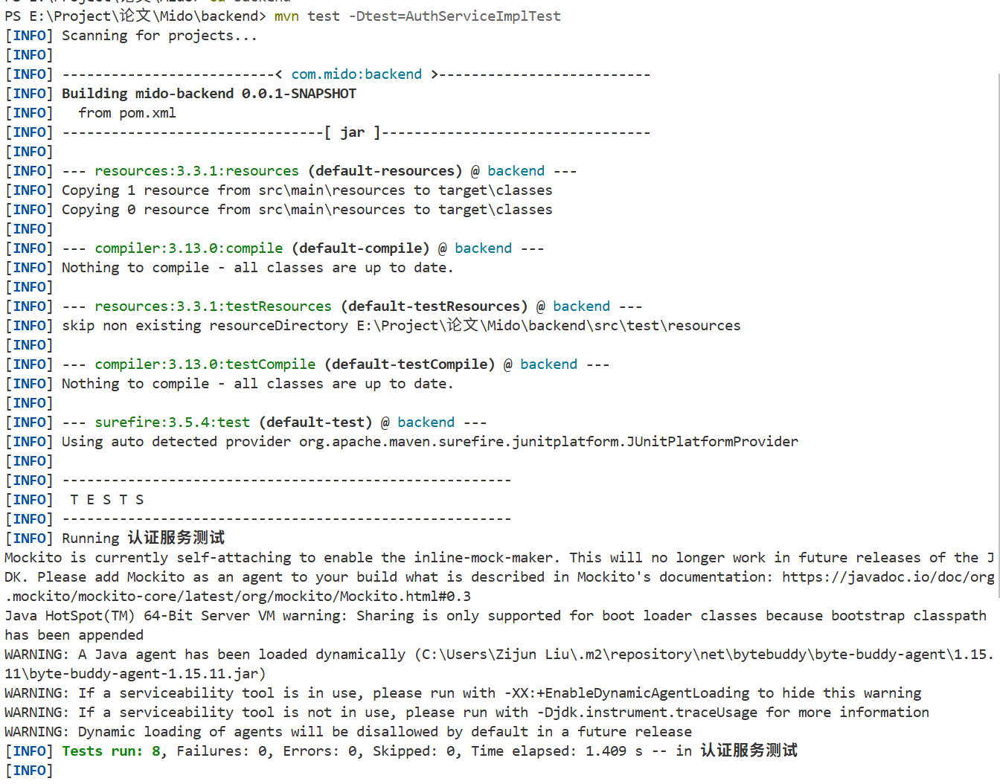 PS E:\Project\论文\Mido> cd backend
PS E:\Project\论文\Mido\backend> mvn test -Dtest=AuthServiceImplTest
[INFO] Scanning for projects...
[INFO]
[INFO] --------------------------< com.mido:backend >--------------------------
[INFO] Building mido-backend 0.0.1-SNAPSHOT
[INFO]   from pom.xml
[INFO] --------------------------------[ jar ]---------------------------------
[INFO]
[INFO] --- resources:3.3.1:resources (default-resources) @ backend ---
[INFO] Copying 1 resource from src\main\resources to target\classes
[INFO] Copying 0 resource from src\main\resources to target\classes
[INFO]
[INFO] --- compiler:3.13.0:compile (default-compile) @ backend ---
[INFO] Nothing to compile - all classes are up to date.
[INFO]
[INFO] --- resources:3.3.1:testResources (default-testResources) @ backend ---
[INFO] skip non existing resourceDirectory E:\Project\论文\Mido\backend\src\test\resources
[INFO]
[INFO] --- compiler:3.13.0:testCompile (default-testCompile) @ backend ---
[INFO] Nothing to compile - all classes are up to date.
[INFO]
[INFO] --- surefire:3.5.4:test (default-test) @ backend ---
[INFO] Using auto detected provider org.apache.maven.surefire.junitplatform.JUnitPlatformProvider
[INFO]
[INFO] -------------------------------------------------------
[INFO]  T E S T S
[INFO] -------------------------------------------------------
[INFO] Running 认证服务测试
Mockito is currently self-attaching to enable the inline-mock-maker. This will no longer work in future releases of the J
DK. Please add Mockito as an agent to your build what is described in Mockito's documentation: https://javadoc.io/doc/org
.mockito/mockito-core/latest/org/mockito/Mockito.html#0.3
Java HotSpot(TM) 64-Bit Server VM warning: Sharing is only supported for boot loader classes because bootstrap classpath
has been appended
WARNING: A Java agent has been loaded dynamically (C:\Users\Zijun Liu\.m2\repository\net\bytebuddy\byte-buddy-agent\1.15.
11\byte-buddy-agent-1.15.11.jar)
WARNING: If a serviceability tool is in use, please run with -XX:+EnableDynamicAgentLoading to hide this warning
WARNING: If a serviceability tool is not in use, please run with -Djdk.instrument.traceUsage for more information
WARNING: Dynamic loading of agents will be disallowed by default in a future release
[INFO] Tests run: 8, Failures: 0, Errors: 0, Skipped: 0, Time elapsed: 1.409 s -- in 认证服务测试
[INFO]